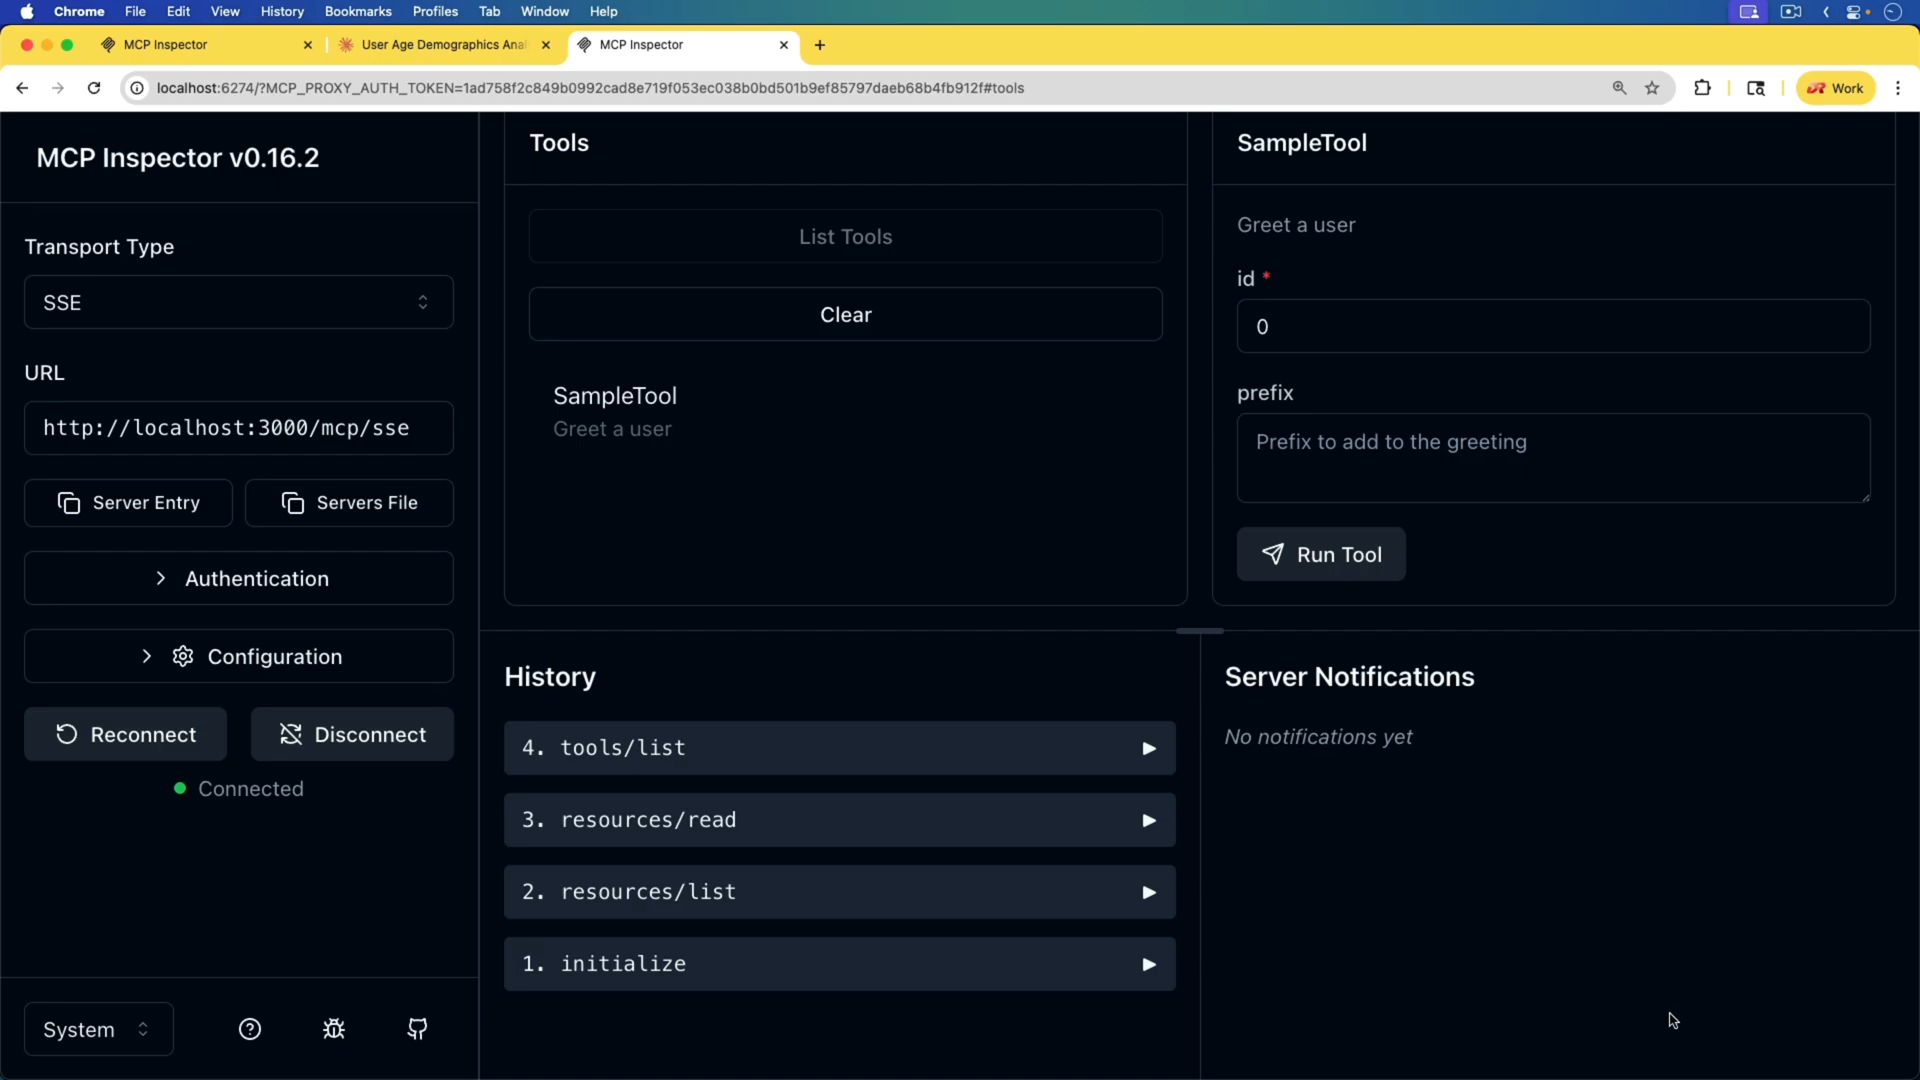 Chrome File Edit View History Bookmarks Profiles Tab Window Help
MCP Inspector
User Age Demographics Anal
MCP Inspector
localhost:6274/?MCP_PROXY_AUTH_TOKEN=1ad758f2c849b0992cad8e719f053ec038b0bd501b9ef85797daeb68b4fb912f#tools
Work
MCP Inspector v0.16.2
Transport Type
SSE
URL
http://localhost:3000/mcp/sse
Server Entry
Servers File
Authentication
Configuration
Reconnect
Disconnect
Connected
System
Tools
List Tools
Clear
SampleTool
Greet a user
SampleTool
Greet a user
id *
0
prefix
Prefix to add to the greeting
Run Tool
History
4. tools/list
3. resources/read
2. resources/list
1. initialize
Server Notifications
No notifications yet